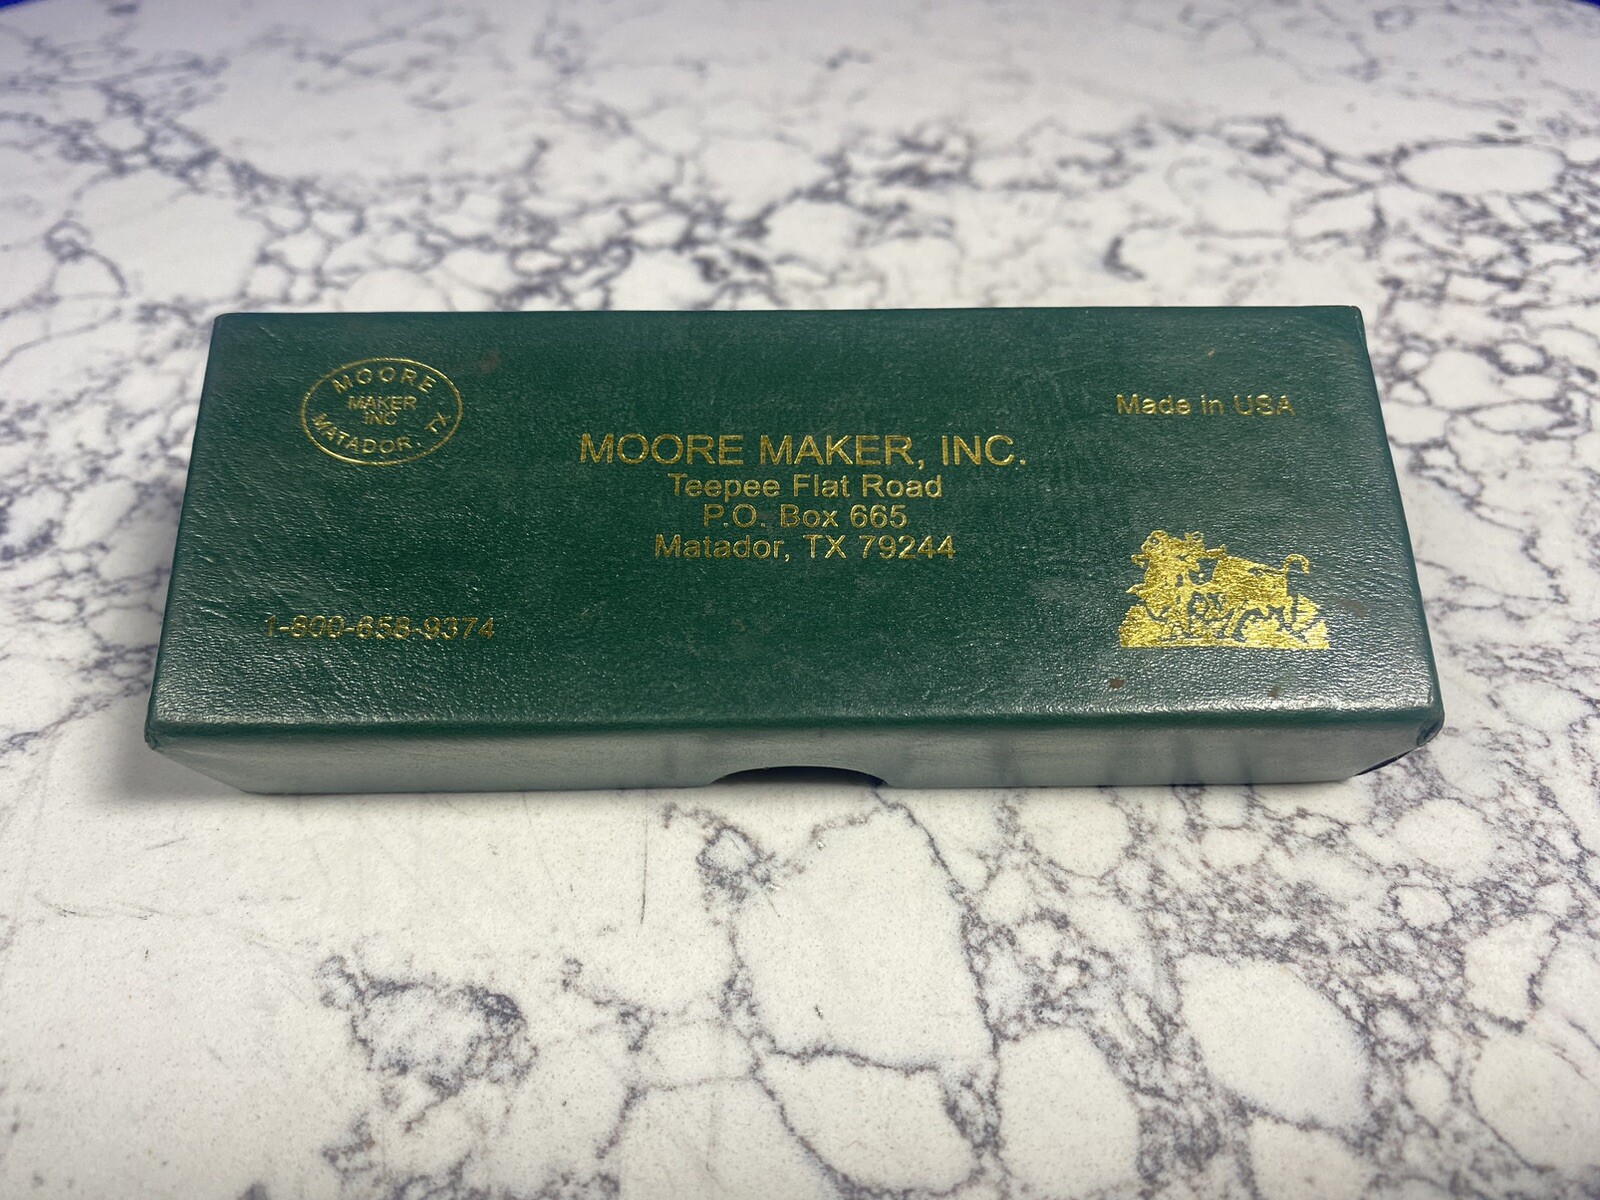 MOORE
MAKER
INC
MATADOR, TX
Made in USA
MOORE MAKER, INC.
Teepee Flat Road
P.O. Box 665
Matador, TX 79244
1-800-658-9374